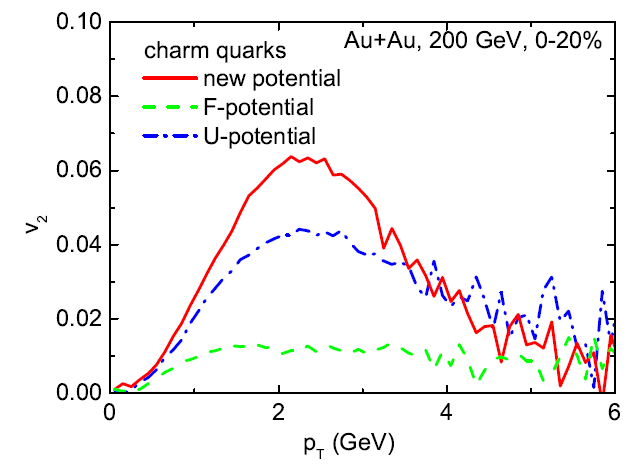 0.10
Au+Au, 200 GeV, 0-20%
charm quarks
new potential
F-potential
U-potential
0.08
0.06
v₂
0.04
0.02
0.00
0 2 4 6
p_T (GeV)